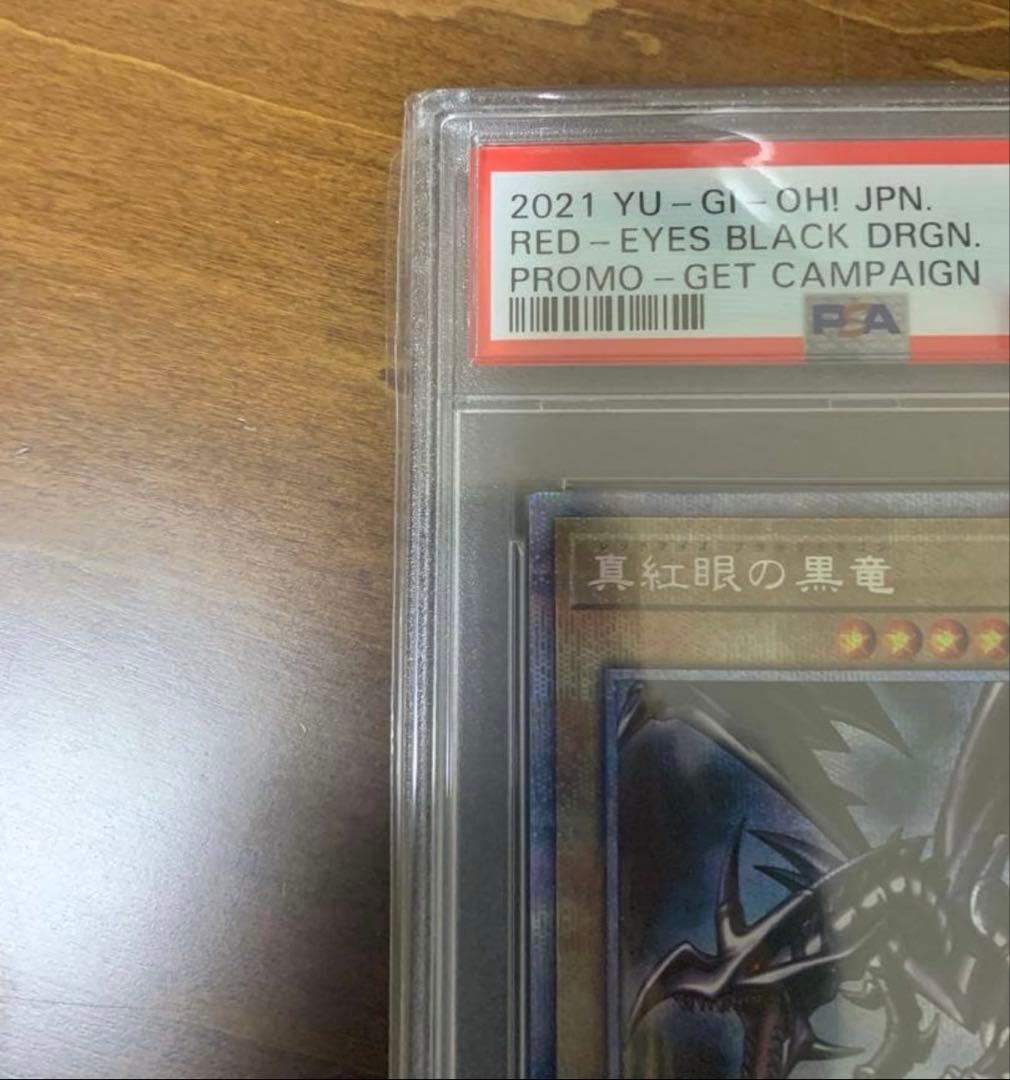 2021 YU-GI-OH! JPN.
RED-EYES BLACK DRGN.
PROMO-GET CAMPAIGN
PSA
真紅眼の黒竜